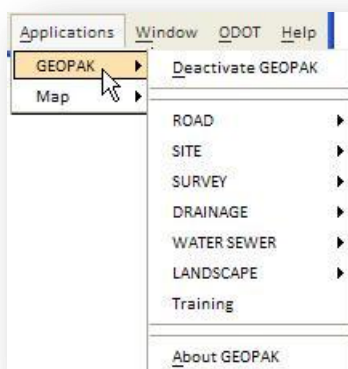 Applications Window ODOT Help
GEOPAK
Map
Deactivate GEOPAK
ROAD
SITE
SURVEY
DRAINAGE
WATER SEWER
LANDSCAPE
Training
About GEOPAK